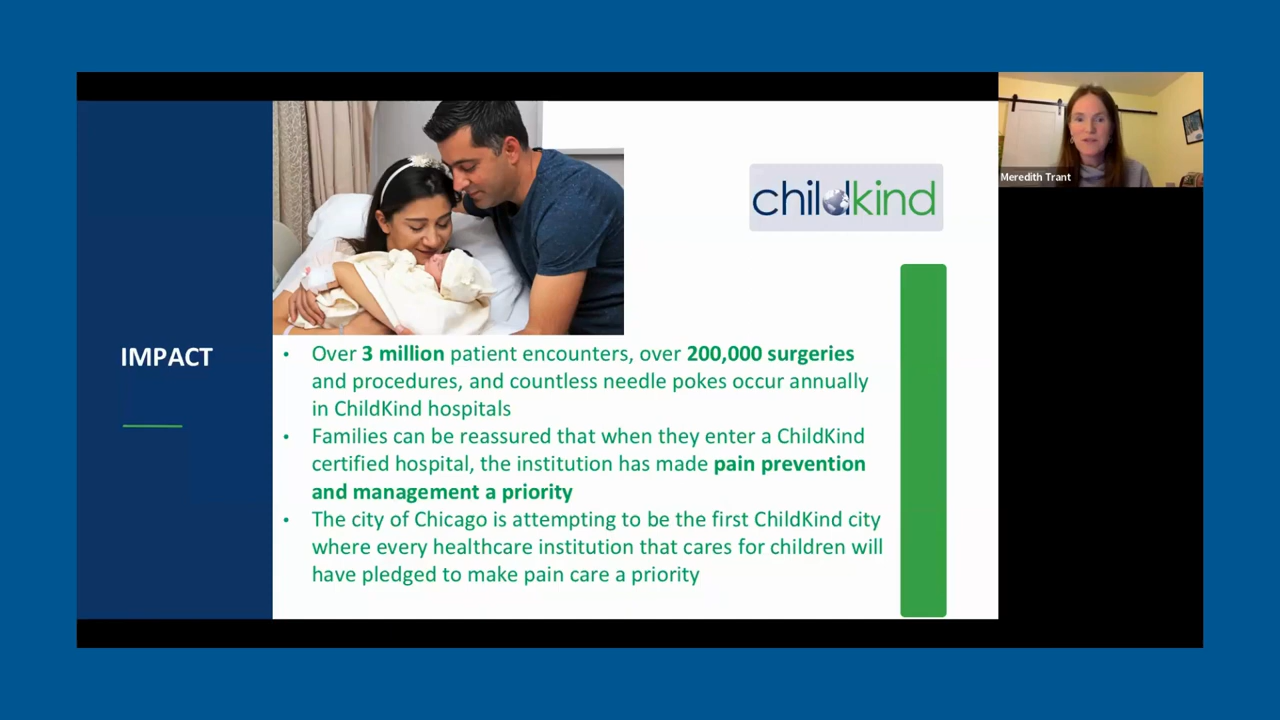 childkind
Meredith Trant
IMPACT
• Over 3 million patient encounters, over 200,000 surgeries
and procedures, and countless needle pokes occur annually
in ChildKind hospitals
• Families can be reassured that when they enter a ChildKind
certified hospital, the institution has made pain prevention
and management a priority
• The city of Chicago is attempting to be the first ChildKind city
where every healthcare institution that cares for children will
have pledged to make pain care a priority